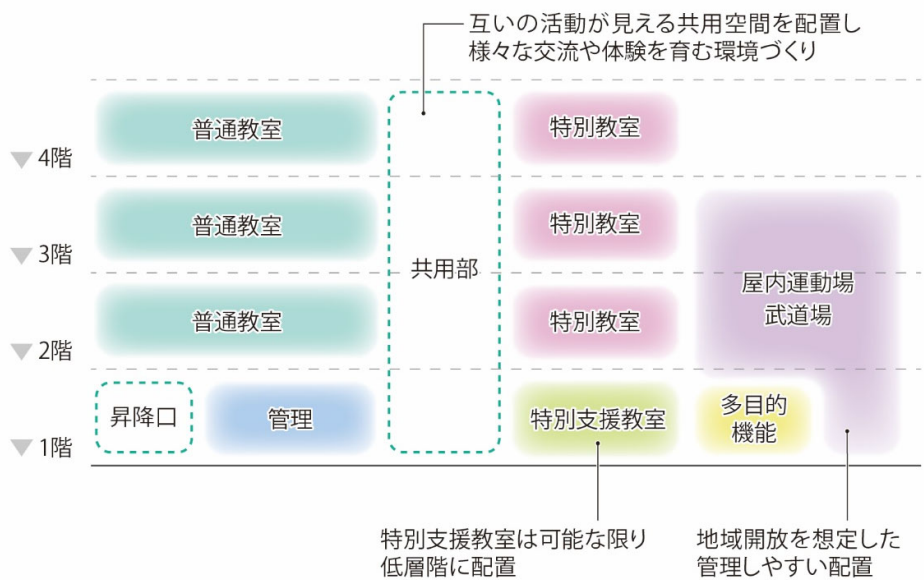 互いの活動が見える共用空間を配置し
様々な交流や体験を育む環境づくり
普通教室
特別教室
▼4階
普通教室
特別教室
▼3階
共用部
屋内運動場
武道場
普通教室
特別教室
▼2階
昇降口
管理
特別支援教室
多目的
機能
▼1階
特別支援教室は可能な限り
低層階に配置
地域開放を想定した
管理しやすい配置